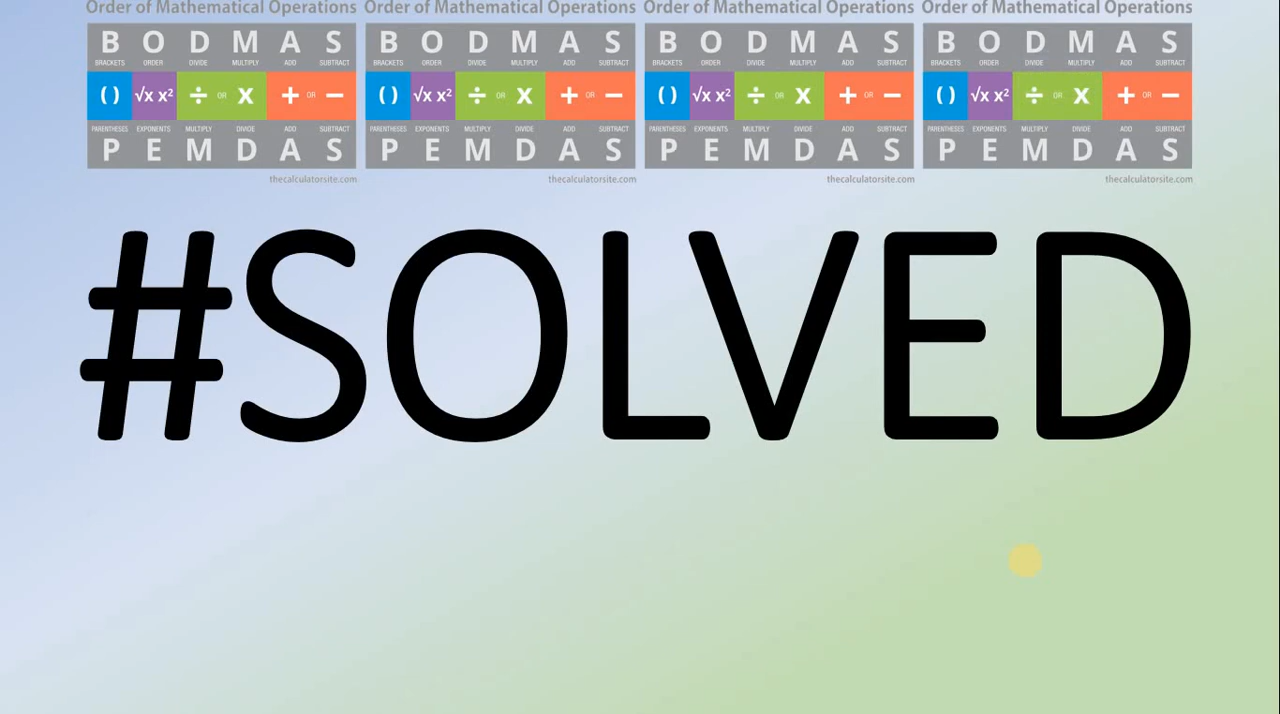 Order of Mathematical Operations Order of Mathematical Operations Order of Mathematical Operations Order of Mathematical Operations
B O D M A S B O D M A S B O D M A S B O D M A S
BRACKETS ORDER DIVIDE MULTIPLY ADD SUBTRACT BRACKETS ORDER DIVIDE MULTIPLY ADD SUBTRACT BRACKETS ORDER DIVIDE MULTIPLY ADD SUBTRACT BRACKETS ORDER DIVIDE MULTIPLY ADD SUBTRACT
( ) √x x² ÷ OR x + OR − ( ) √x x² ÷ OR x + OR − ( ) √x x² ÷ OR x + OR − ( ) √x x² ÷ OR x + OR −
PARENTHESES EXPONENTS MULTIPLY DIVIDE ADD SUBTRACT PARENTHESES EXPONENTS MULTIPLY DIVIDE ADD SUBTRACT PARENTHESES EXPONENTS MULTIPLY DIVIDE ADD SUBTRACT PARENTHESES EXPONENTS MULTIPLY DIVIDE ADD SUBTRACT
P E M D A S P E M D A S P E M D A S P E M D A S
thecalculatorsite.com thecalculatorsite.com thecalculatorsite.com thecalculatorsite.com
#SOLVED